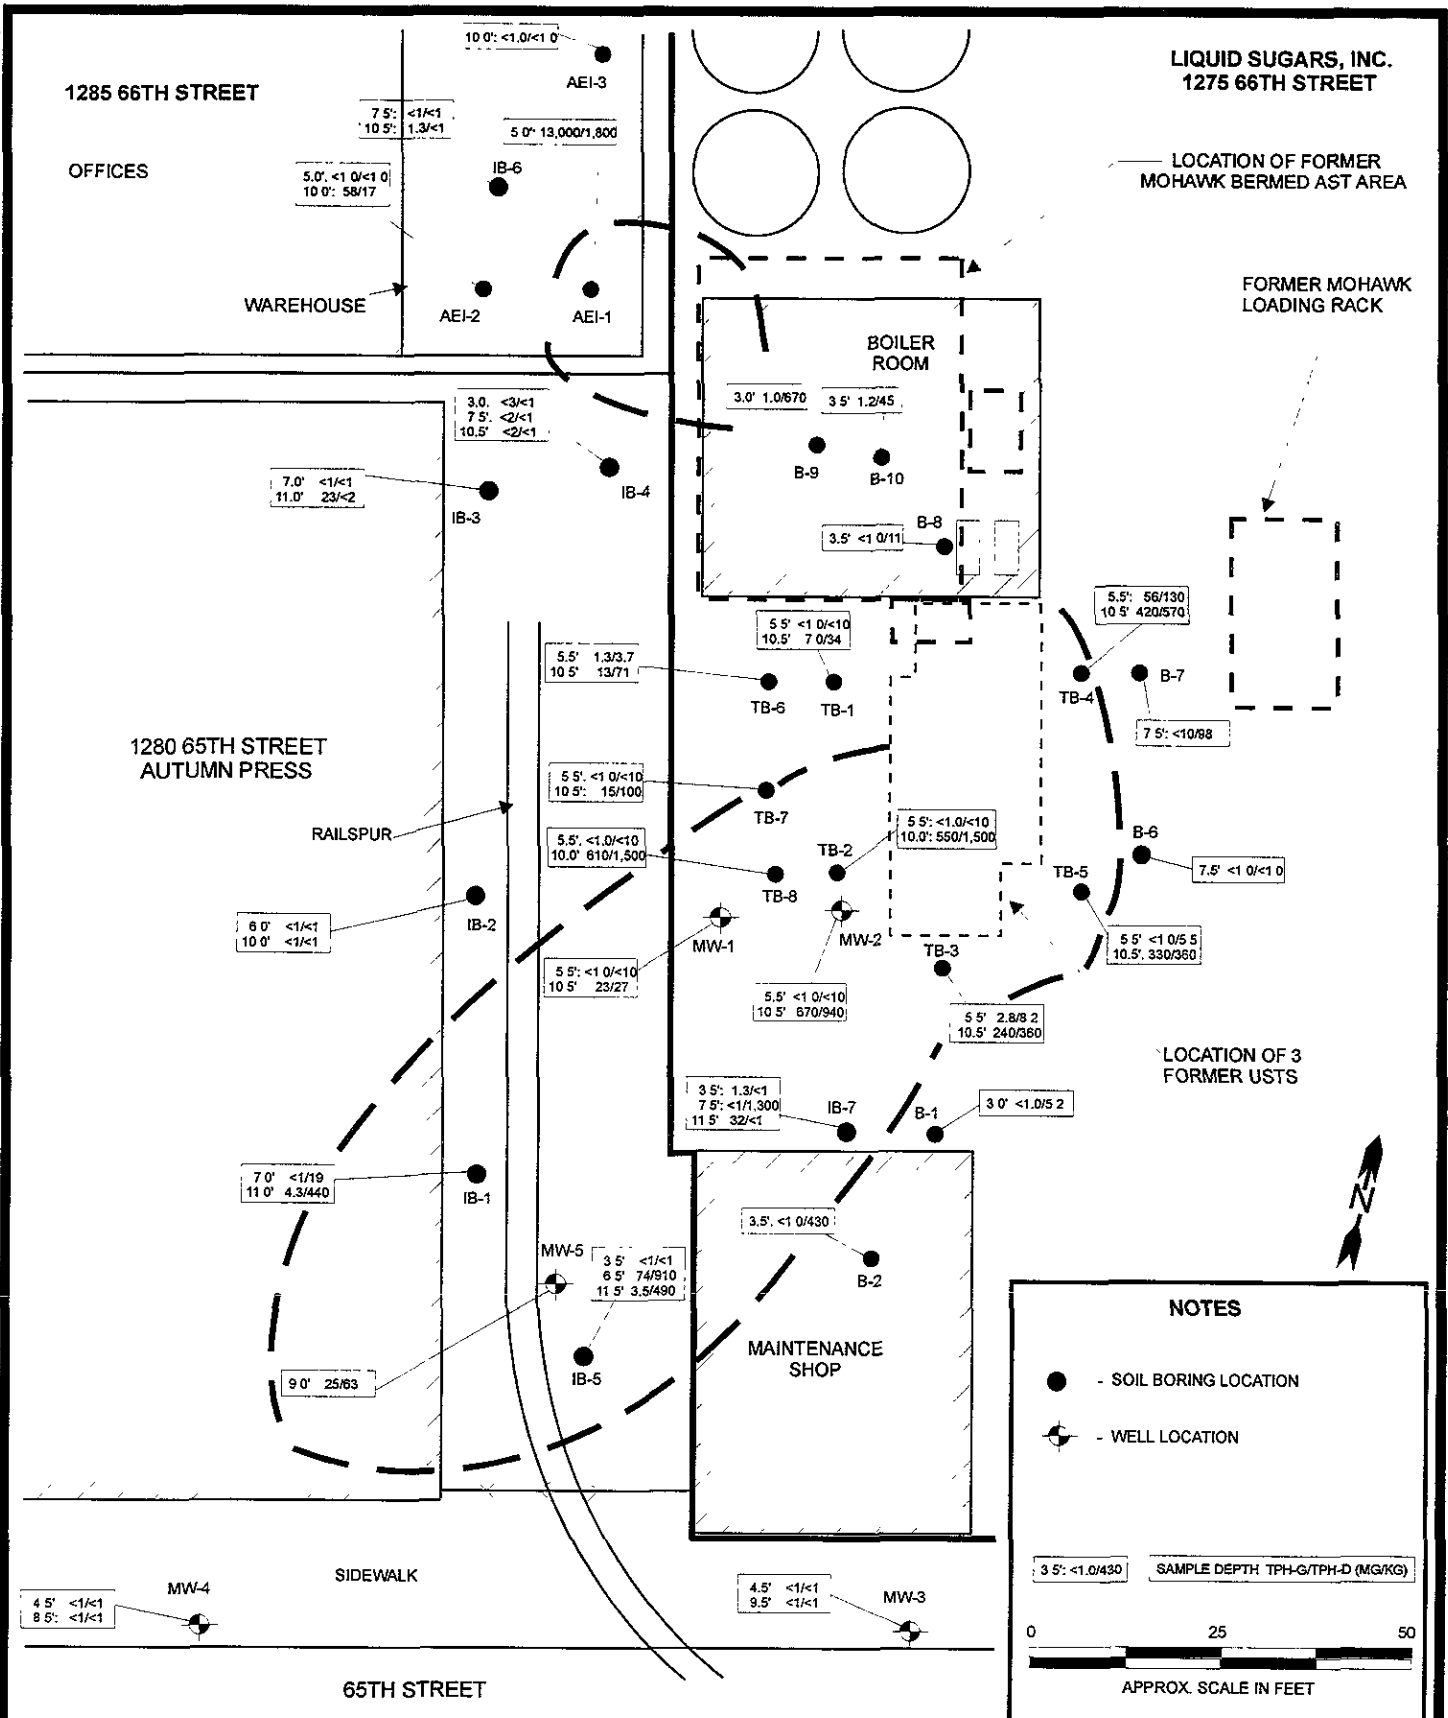 10 0': <1.0/<1 0
AEI-3
LIQUID SUGARS, INC.
1275 66TH STREET
1285 66TH STREET
7 5': <1/<1
10 5': 1.3/<1
5 0": 13,000/1,800
OFFICES
IB-6
5.0'. <1 0/<1 0
10 0': 58/17
LOCATION OF FORMER
MOHAWK BERMED AST AREA
WAREHOUSE
AEI-2
AEI-1
FORMER MOHAWK
LOADING RACK
BOILER
ROOM
3.0' 1.0/670
3 5' 1.2/45
3.0. <3/<1
7 5'. <2/<1
10.5' <2/<1
B-9
B-10
7.0' <1/<1
11.0' 23/<2
IB-3
IB-4
B-8
3.5' <1 0/11
5.5': 56/130
10 5' 420/570
5 5' <1 0/<10
10.5' 7 0/34
5.5' 1.3/3.7
10 5' 13/71
TB-6
TB-1
TB-4
B-7
7 5': <10/98
1280 65TH STREET
AUTUMN PRESS
5 5'. <1 0/<10
10 5': 15/100
TB-7
RAILSPUR
5.5'. <1.0/<10
10.0' 610/1,500
5 5': <1.0/<10
10.0': 550/1,500
TB-2
TB-8
B-6
7.5' <1 0/<1 0
TB-5
IB-2
6 0' <1/<1
10 0' <1/<1
MW-1
MW-2
TB-3
5 5' <1 0/5 5
10.5'. 330/360
5 5': <1 0/<10
10 5' 23/27
5.5' <1 0/<10
10 5' 670/940
5 5' 2.8/8 2
10.5' 240/360
LOCATION OF 3
FORMER USTS
3 5': 1.3/<1
7 5': <1/1,300
11 5' 32/<1
IB-7
B-1
3 0' <1.0/5 2
7 0' <1/19
11 0' 4.3/440
IB-1
N
3.5'. <1 0/430
B-2
MW-5
3 5' <1/<1
6 5' 74/910
11 5' 3.5/490
9 0' 25/63
IB-5
MAINTENANCE
SHOP
NOTES
- SOIL BORING LOCATION
- WELL LOCATION
3 5': <1.0/430
SAMPLE DEPTH TPH-G/TPH-D (MG/KG)
SIDEWALK
MW-4
4 5' <1/<1
8 5': <1/<1
4.5' <1/<1
9.5' <1/<1
MW-3
0 25 50
APPROX. SCALE IN FEET
65TH STREET